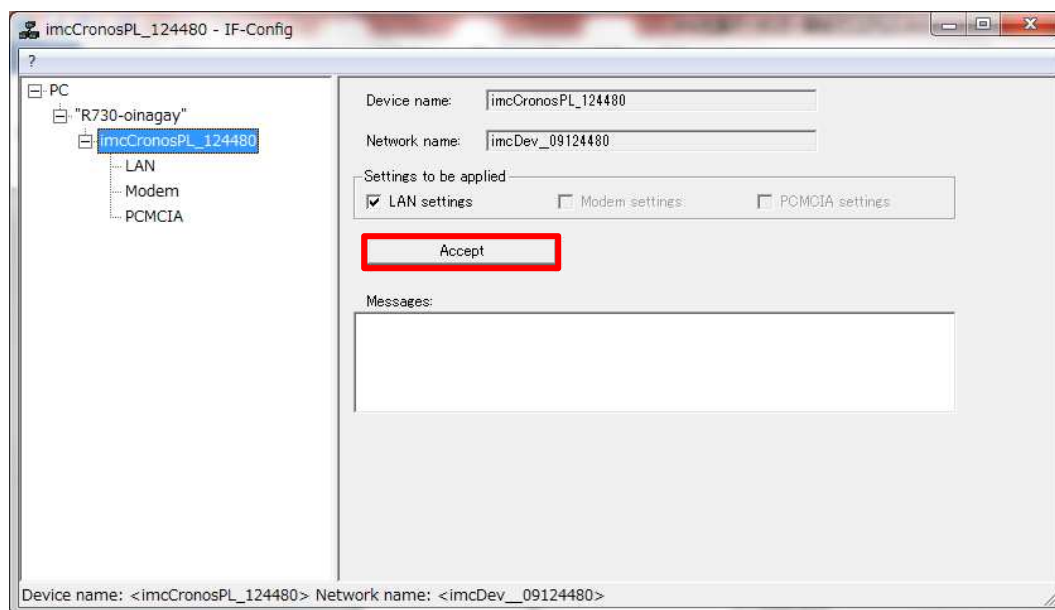 imcCronosPL_124480 - IF-Config
?
PC
"R730-oinagay"
imcCronosPL_124480
LAN
Modem
PCMCIA
Device name: imcCronosPL_124480
Network name: imcDev__09124480
Settings to be applied
LAN settings Modem settings PCMCIA settings
Accept
Messages:
Device name: <imcCronosPL_124480> Network name: <imcDev__09124480>